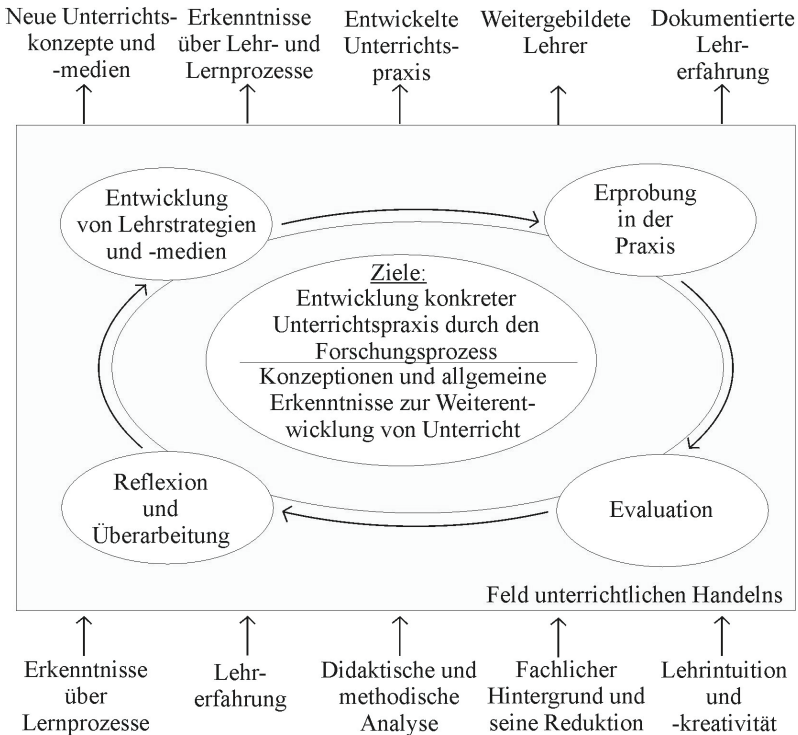 Neue Unterrichts-
konzepte und
-medien
Erkenntnisse
über Lehr- und
Lernprozesse
Entwickelte
Unterrichts-
praxis
Weitergebildete
Lehrer
Dokumentierte
Lehr-
erfahrung
Entwicklung
von Lehrstrategien
und -medien
Erprobung
in der
Praxis
Ziele:
Entwicklung konkreter
Unterrichtspraxis durch den
Forschungsprozess
Konzeptionen und allgemeine
Erkenntnisse zur Weiterent-
wicklung von Unterricht
Reflexion
und
Überarbeitung
Evaluation
Feld unterrichtlichen Handelns
Erkenntnisse
über
Lernprozesse
Lehr-
erfahrung
Didaktische und
methodische
Analyse
Fachlicher
Hintergrund und
seine Reduktion
Lehrintuition
und
-kreativität